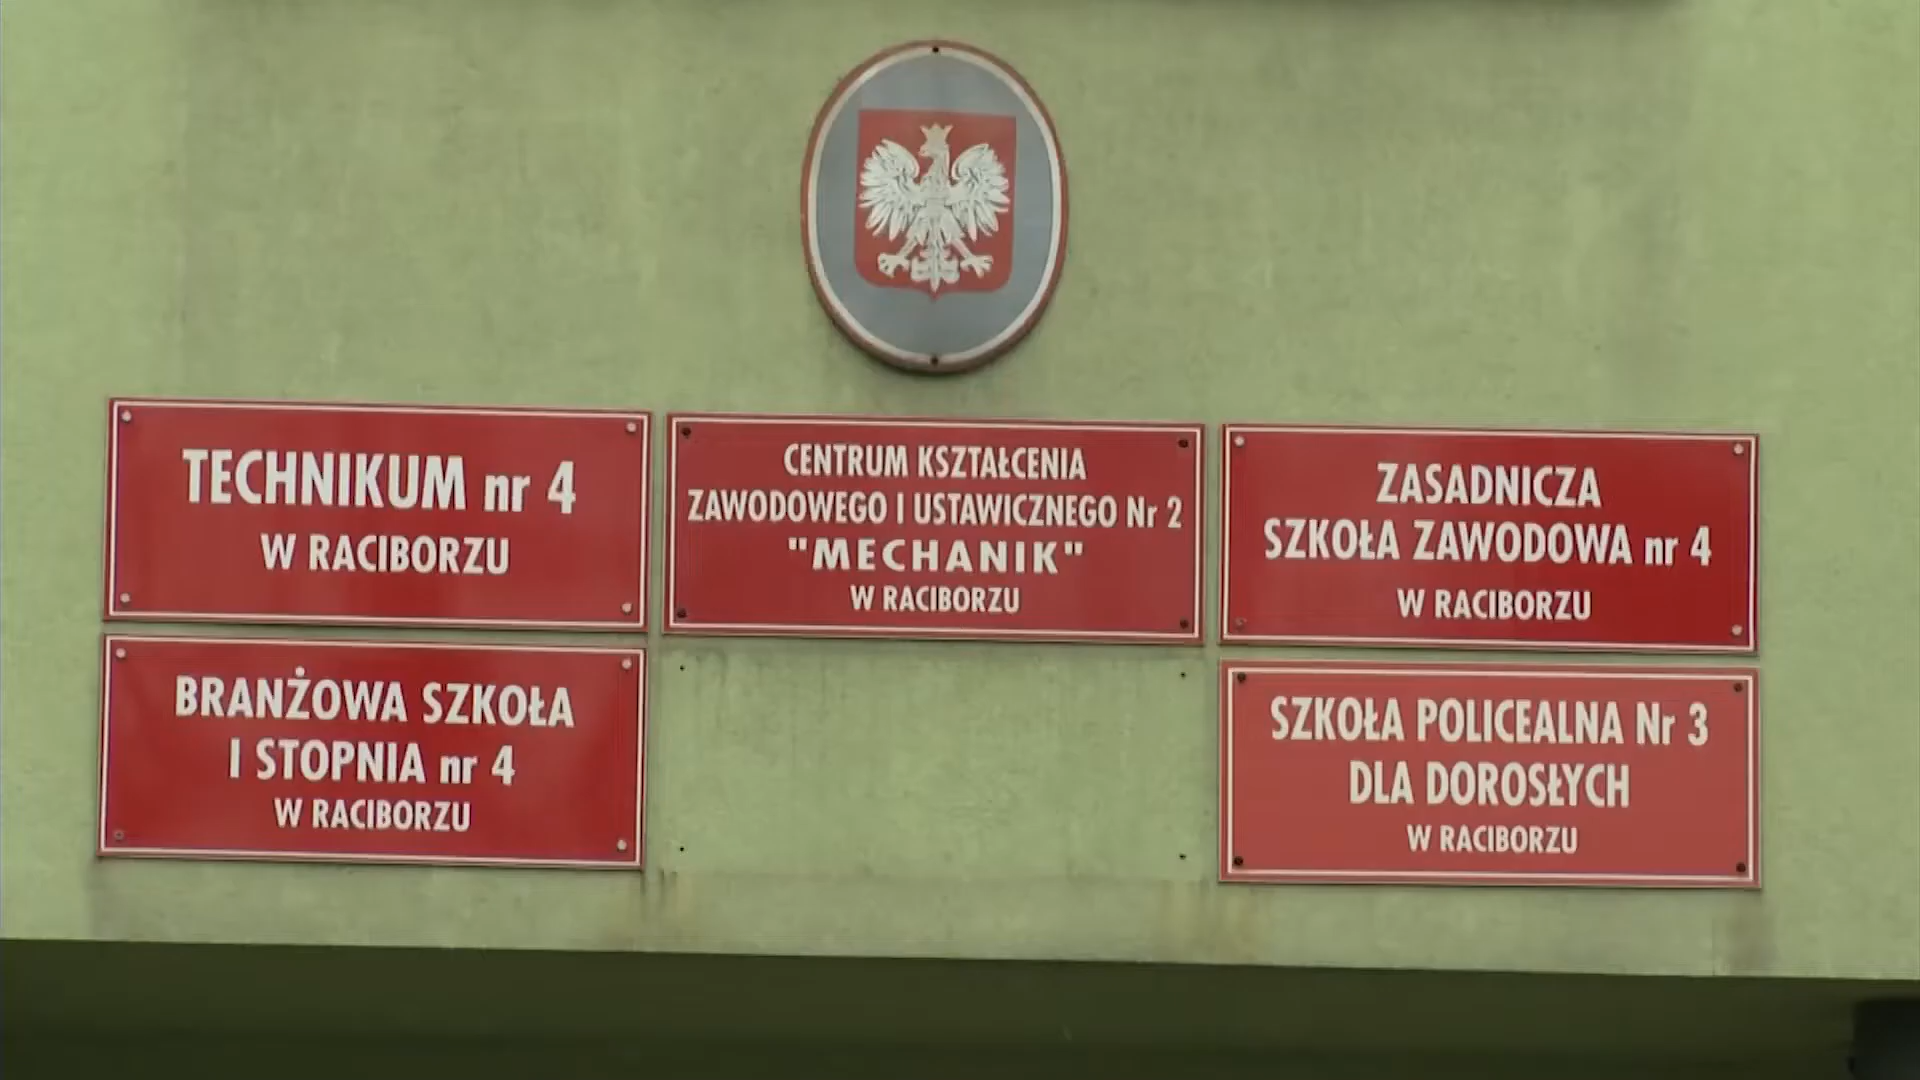 TECHNIKUM nr 4
W RACIBORZU
CENTRUM KSZTAŁCENIA
ZAWODOWEGO I USTAWICZNEGO Nr 2
"MECHANIK"
W RACIBORZU
ZASADNICZA
SZKOŁA ZAWODOWA nr 4
W RACIBORZU
BRANŻOWA SZKOŁA
I STOPNIA nr 4
W RACIBORZU
SZKOŁA POLICEALNA Nr 3
DLA DOROSŁYCH
W RACIBORZU